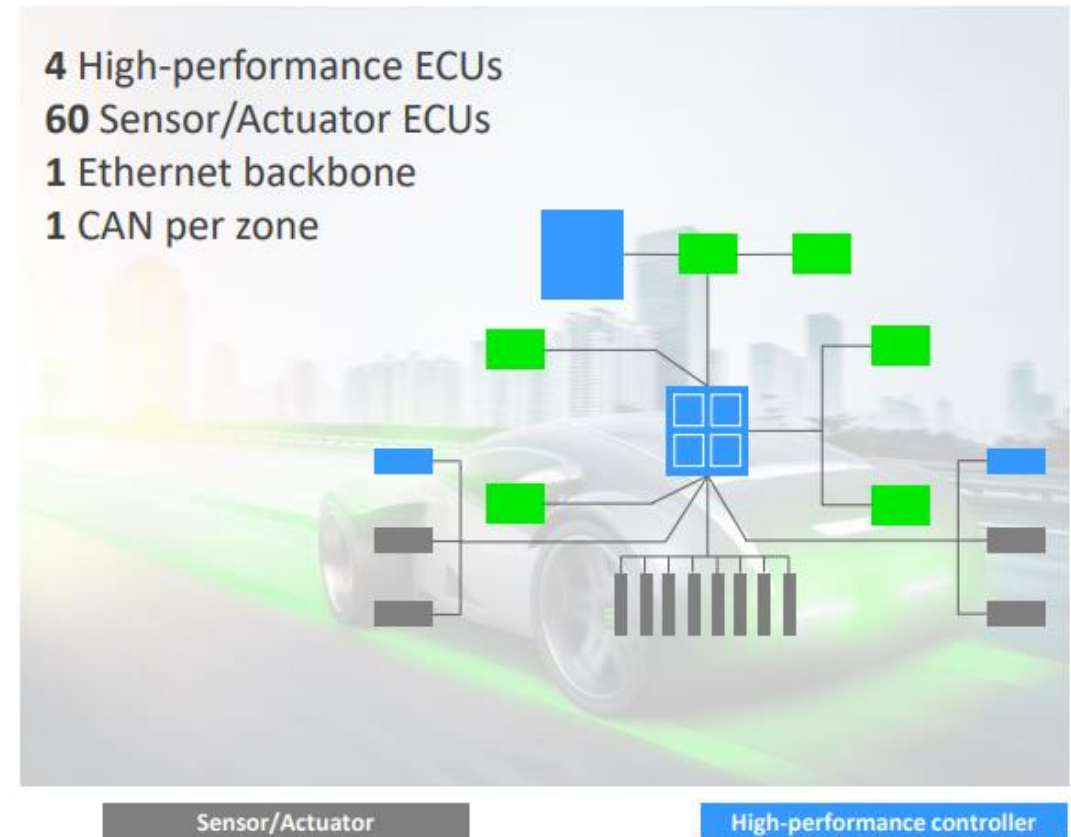 4 High-performance ECUs
60 Sensor/Actuator ECUs
1 Ethernet backbone
1 CAN per zone
Sensor/Actuator
High-performance controller